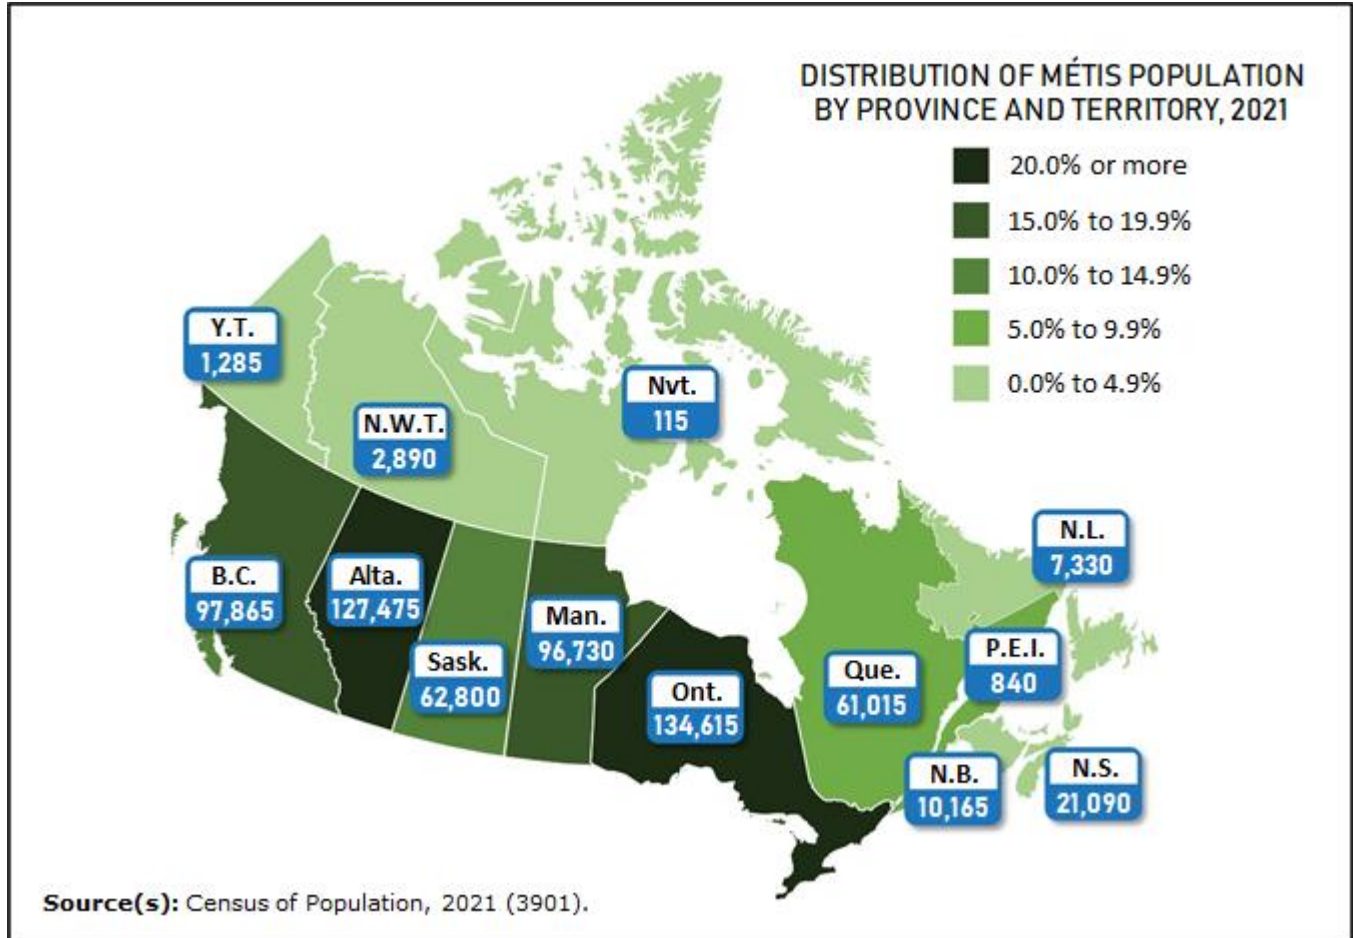 DISTRIBUTION OF MÉTIS POPULATION
BY PROVINCE AND TERRITORY, 2021
20.0% or more
15.0% to 19.9%
10.0% to 14.9%
5.0% to 9.9%
0.0% to 4.9%
Y.T.
1,285
N.W.T.
2,890
Nvt.
115
B.C.
97,865
Alta.
127,475
Sask.
62,800
Man.
96,730
Ont.
134,615
Que.
61,015
N.L.
7,330
P.E.I.
840
N.B.
10,165
N.S.
21,090
Source(s): Census of Population, 2021 (3901).